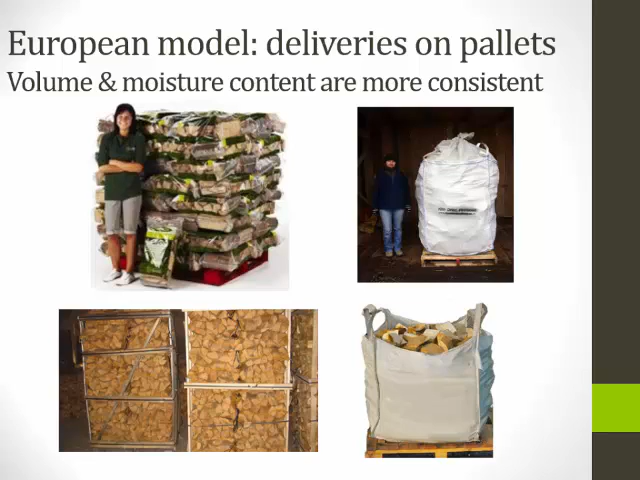 European model: deliveries on pallets
Volume & moisture content are more consistent